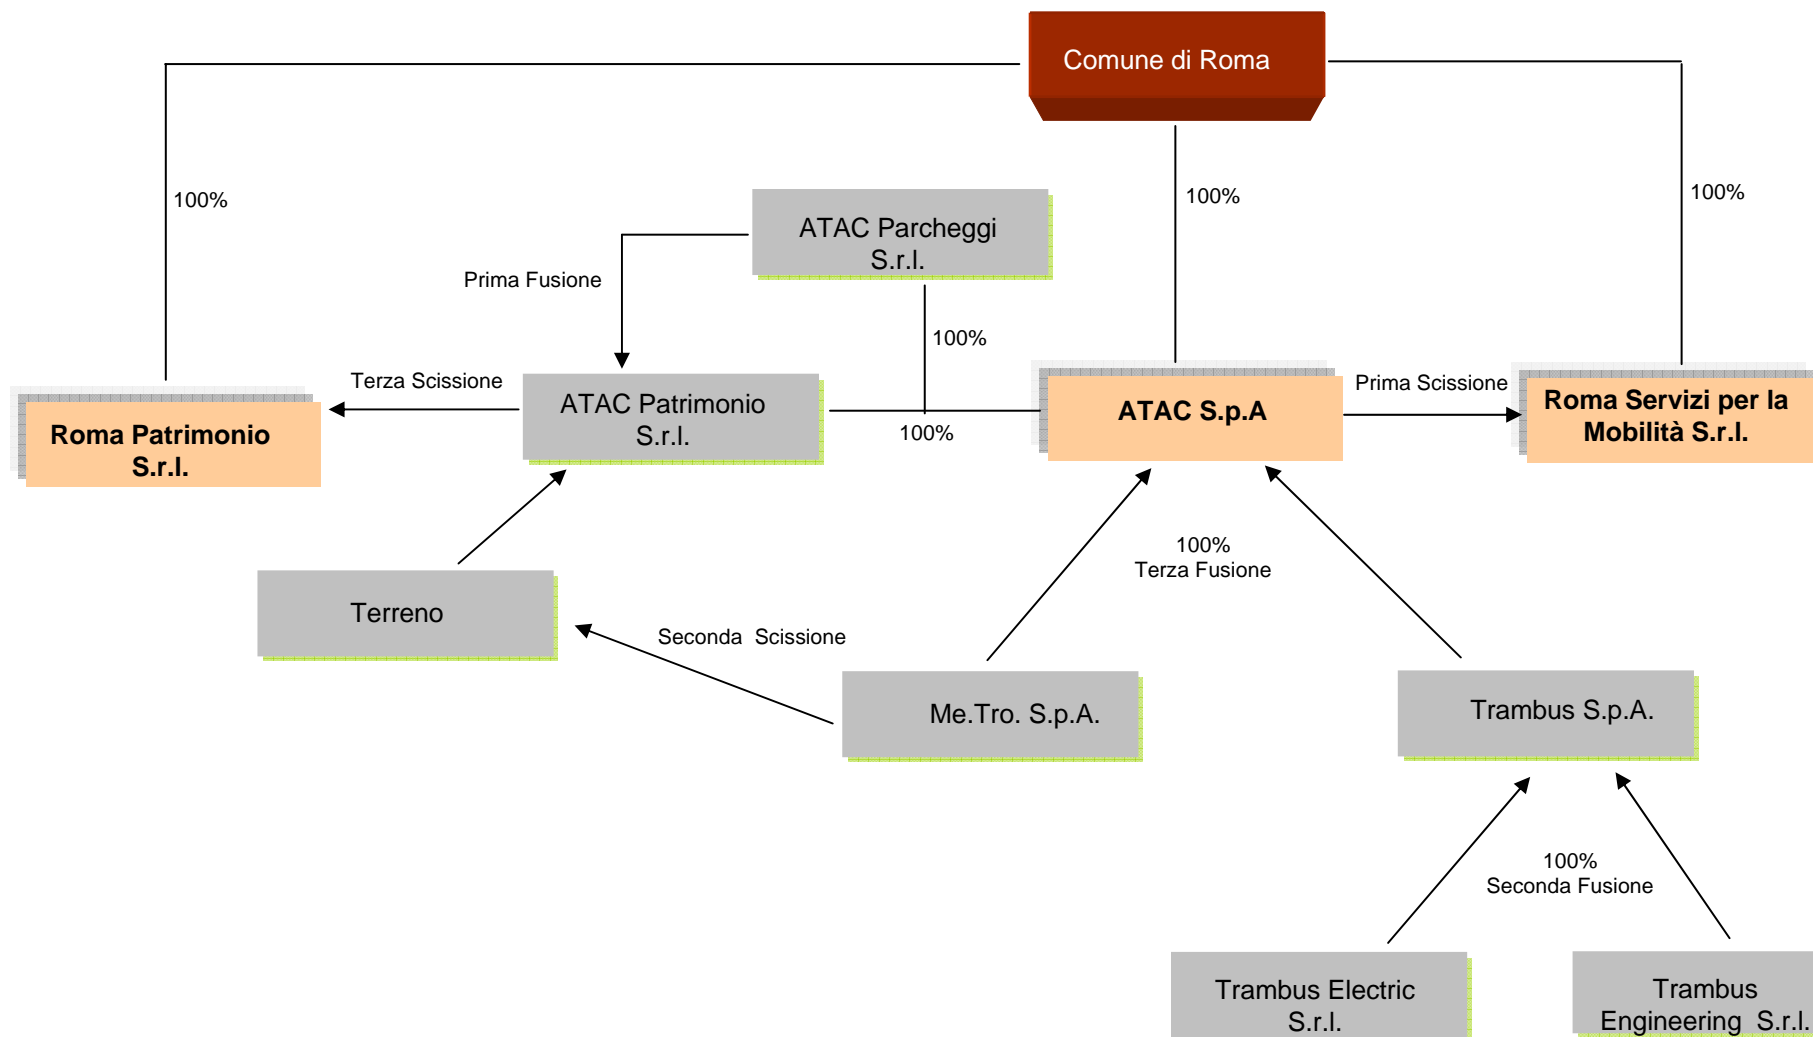 Comune di Roma
100%
100%
100%
ATAC Parcheggi
S.r.l.
Prima Fusione
100%
Terza Scissione
ATAC Patrimonio
S.r.l.
100%
ATAC S.p.A
Prima Scissione
Roma Servizi per la
Mobilità S.r.l.
Roma Patrimonio
S.r.l.
100%
Terza Fusione
Terreno
Seconda Scissione
Me.Tro. S.p.A.
Trambus S.p.A.
100%
Seconda Fusione
Trambus Electric
S.r.l.
Trambus
Engineering S.r.l.